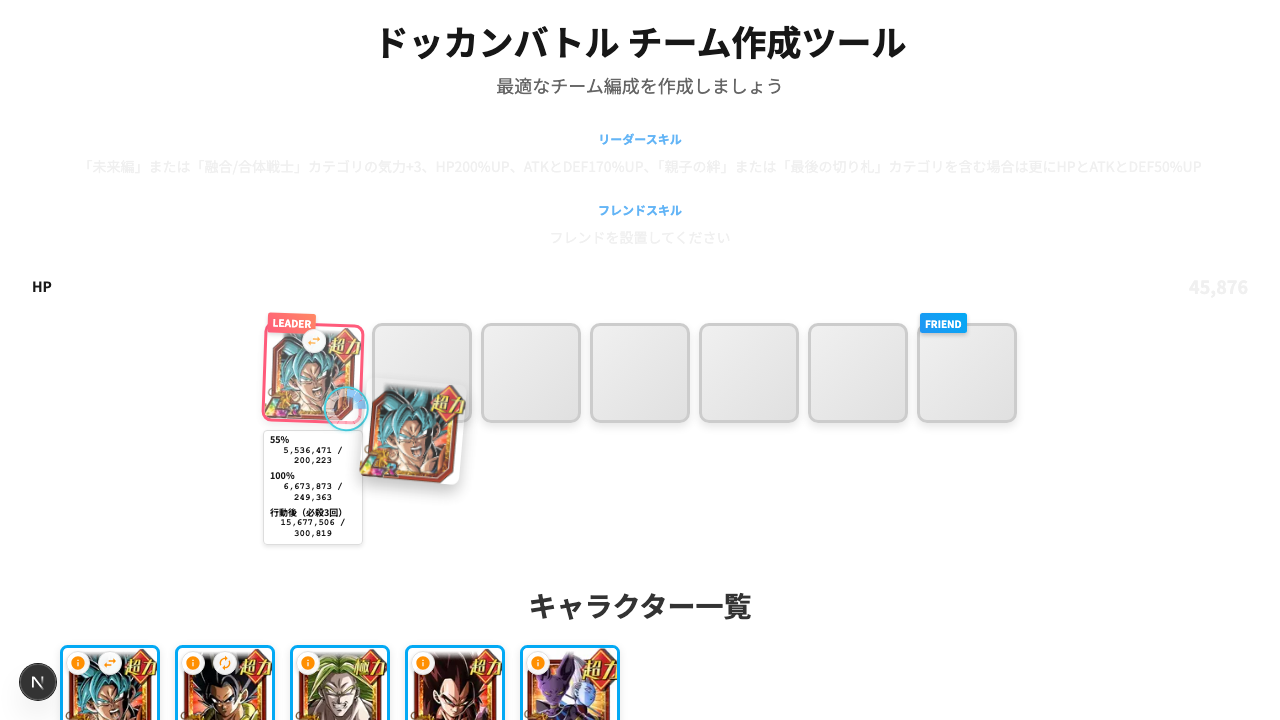 ドッカンバトル チーム作成ツール
最適なチーム編成を作成しましょう
リーダースキル
「未来編」または「融合/合体戦士」カテゴリの気力+3、HP200%UP、ATKとDEF170%UP、「親子の絆」または「最後の切り札」カテゴリを含む場合は更にHPとATKとDEF50%UP
フレンドスキル
フレンドを設置してください
HP
45,876
LEADER
FRIEND
超力
超力
55%
5,536,471 /
200,223
100%
6,673,873 /
249,363
行動後（必殺3回）
15,677,506 /
300,819
キャラクター一覧
超力
超力
極力
超力
超力
N